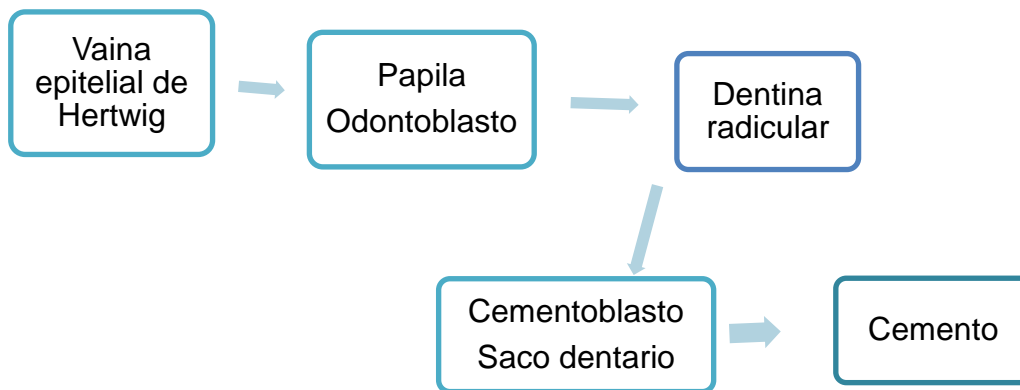 Vaina
epitelial de
Hertwig
Papila
Odontoblasto
Dentina
radicular
Cementoblasto
Saco dentario
Cemento